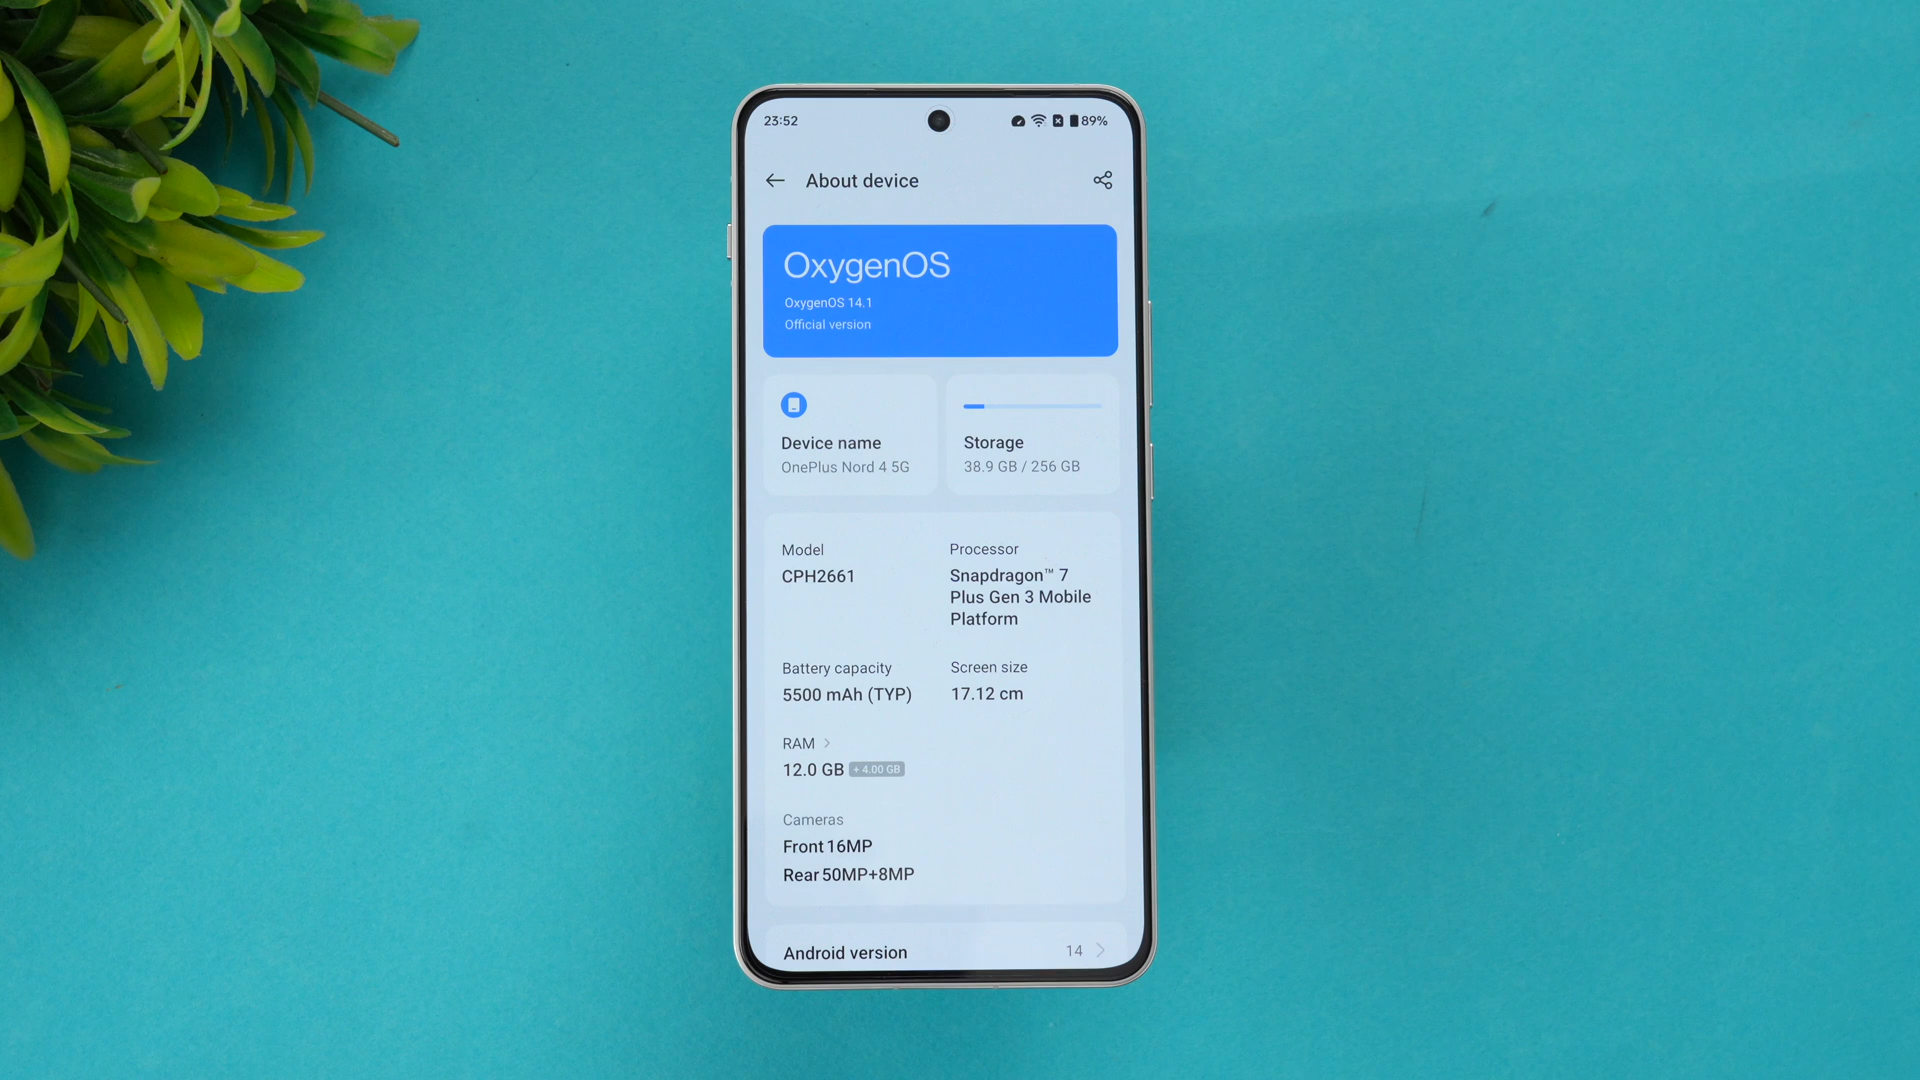 23:52 89%
About device
OxygenOS
OxygenOS 14.1
Official version
Device name
OnePlus Nord 4 5G
Storage
38.9 GB / 256 GB
Model
CPH2661
Processor
Snapdragon™ 7
Plus Gen 3 Mobile
Platform
Battery capacity
5500 mAh (TYP)
Screen size
17.12 cm
RAM
12.0 GB + 4.00 GB
Cameras
Front 16MP
Rear 50MP+8MP
Android version 14